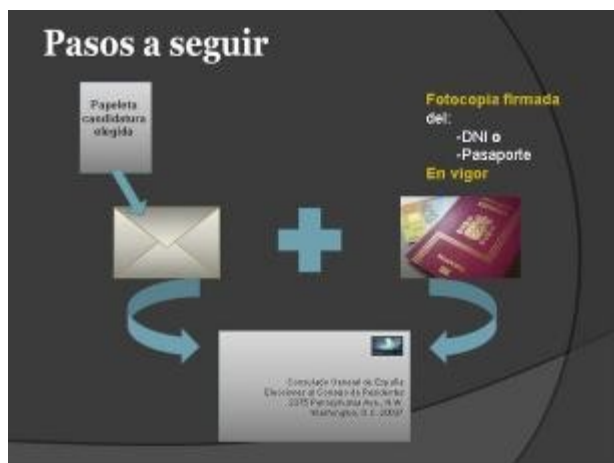 Pasos a seguir
Papeleta
candidatura
elegida
Fotocopia firmada
del:
-DNI o
-Pasaporte
En vigor
Consulado General de España
Elecciones al Consejo de Residentes
2375 Pennsylvania Ave., N.W.
Washington, D.C. 20037